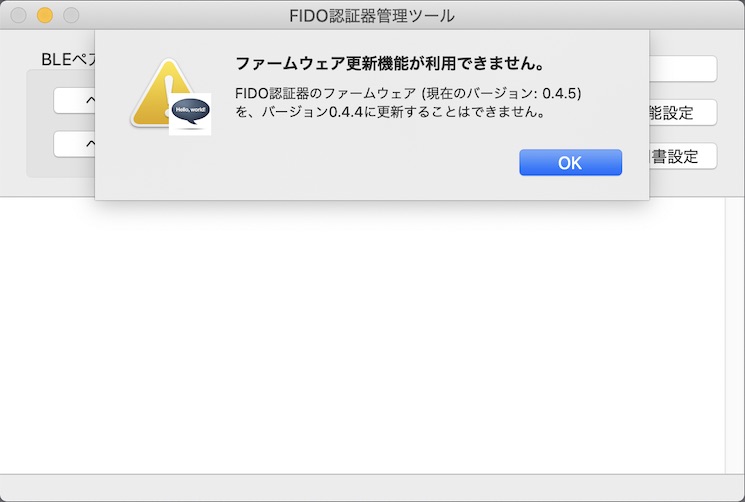 FIDO認証器管理ツール
ファームウェア更新機能が利用できません。
FIDO認証器のファームウェア (現在のバージョン: 0.4.5)
を、バージョン0.4.4に更新することはできません。
Hello, world!
OK
BLEペア
ペ
能設定
ペ
書設定